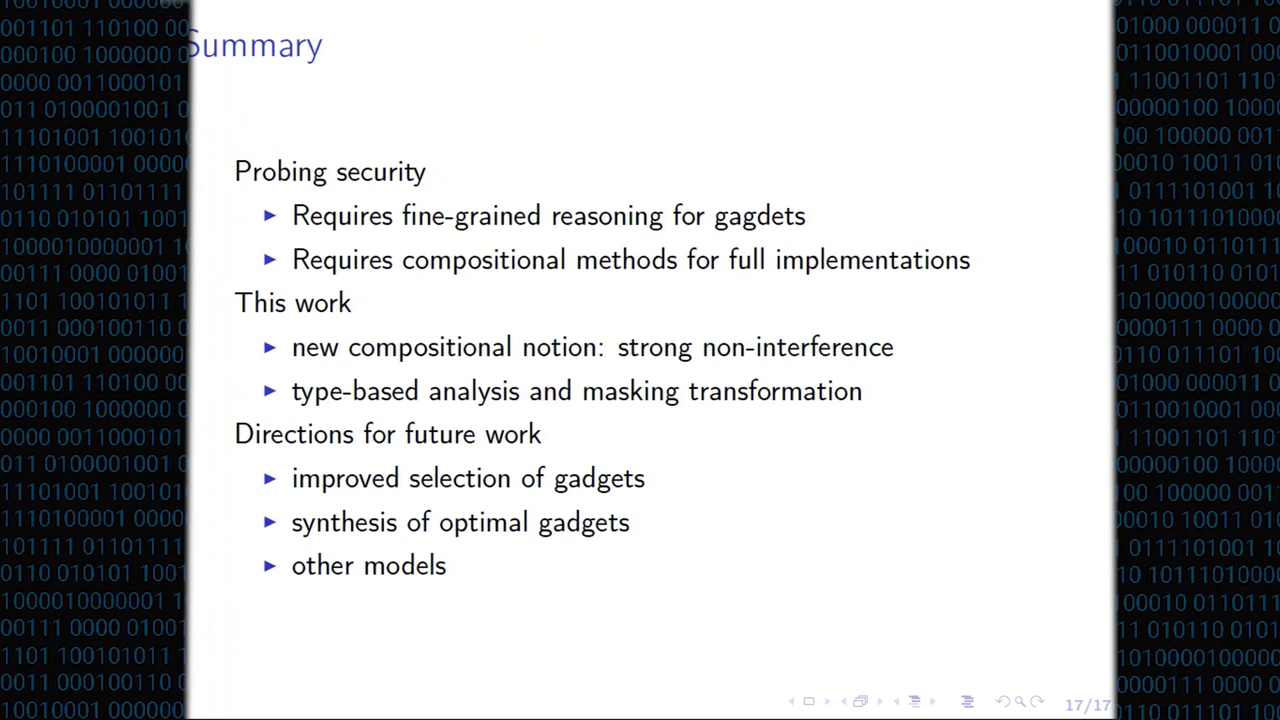 Summary
Probing security
Requires fine-grained reasoning for gagdets
Requires compositional methods for full implementations
This work
new compositional notion: strong non-interference
type-based analysis and masking transformation
Directions for future work
improved selection of gadgets
synthesis of optimal gadgets
other models
17/17